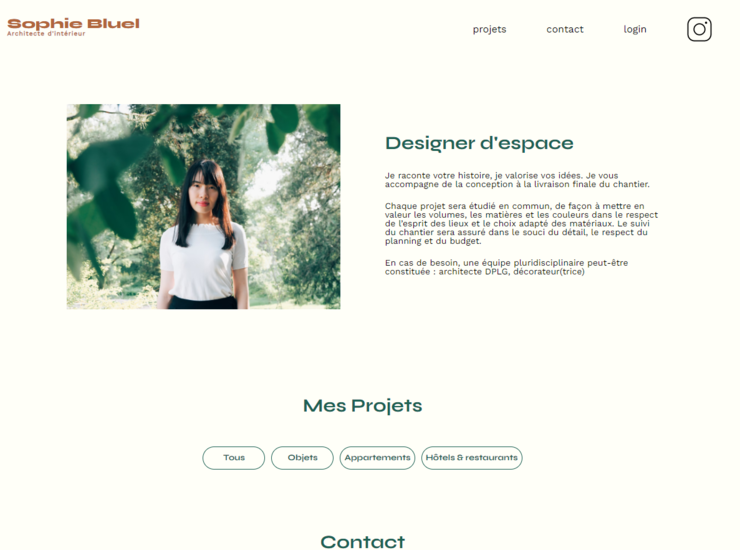 Sophie Bluel
Architecte d'intérieur
projets
contact
login
Designer d'espace
Je raconte votre histoire, je valorise vos idées. Je vous
accompagne de la conception à la livraison finale du chantier.
Chaque projet sera étudié en commun, de façon à mettre en
valeur les volumes, les matières et les couleurs dans le respect
de l'esprit des lieux et le choix adapté des matériaux. Le suivi
du chantier sera assuré dans le souci du détail, le respect du
planning et du budget.
En cas de besoin, une équipe pluridisciplinaire peut-être
constituée : architecte DPLG, décorateur(trice)
Mes Projets
Tous
Objets
Appartements
Hôtels & restaurants
Contact